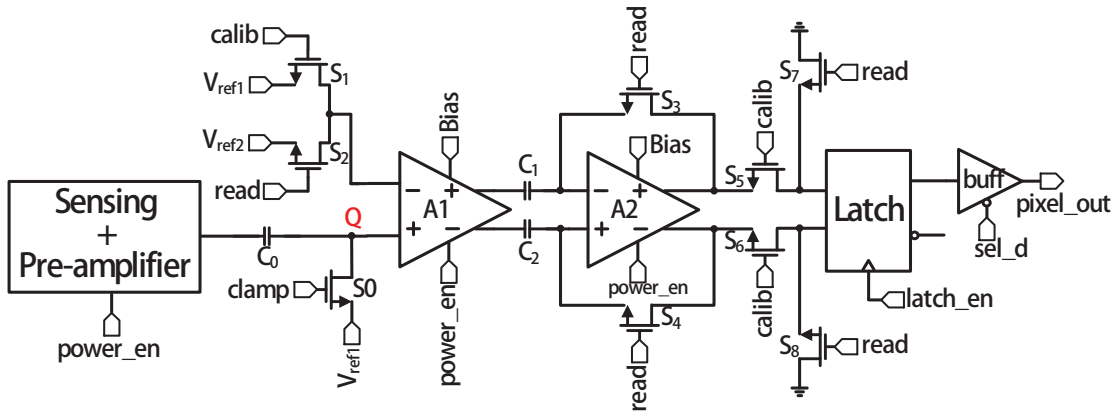 calib
S1
Vref1
Vref2
S2
read
Sensing
+
Pre-amplifier
power_en
C0
Q
clamp
S0
Vref1
Bias
−
+
A1
+
−
power_en
C1
C2
read
S3
Bias
−
+
A2
+
−
power_en
S4
read
calib
S5
S6
calib
S7
read
S8
read
Latch
latch_en
buff
sel_d
pixel_out